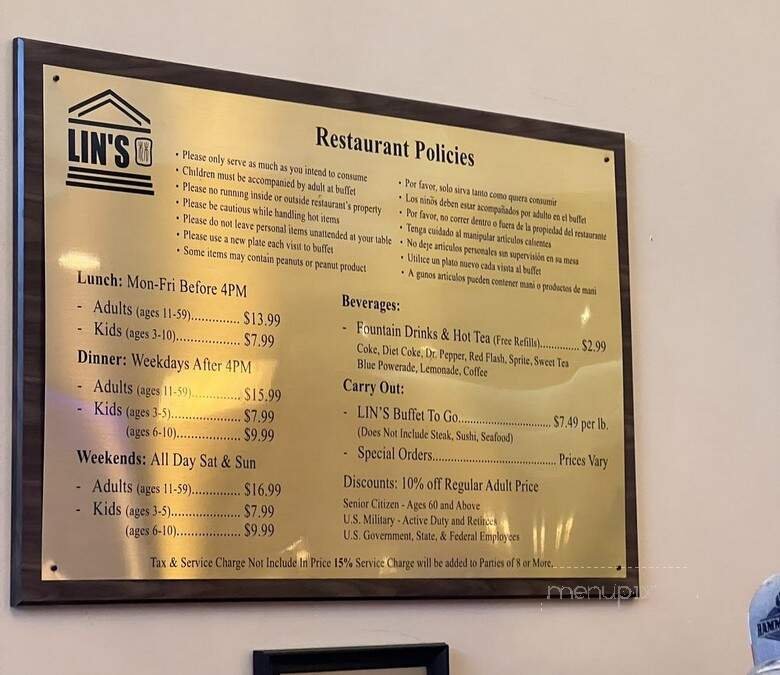 LIN'S
Restaurant Policies
• Please only serve as much as you intend to consume
• Children must be accompanied by adult at buffet
• Please no running inside or outside restaurant's property
• Please be cautious while handling hot items
• Please do not leave personal items unattended at your table
• Please use a new plate each visit to buffet
• Some items may contain peanuts or peanut product
• Por favor, solo sirva tanto como quiera consumir
• Los niños deben estar acompañados por adulto en el buffet
• Por favor, no correr dentro o fuera de la propiedad del restaurante
• Tenga cuidado al manipular articulos calientes
• No deje articulos personales sin supervisión en su mesa
• Utilice un plato nuevo cada visita al buffet
• A gunos articulos pueden contener mani o productos de mani
Lunch: Mon-Fri Before 4PM
- Adults (ages 11-59)............. $13.99
- Kids (ages 3-10).................. $7.99
Dinner: Weekdays After 4PM
- Adults (ages 11-59)............. $15.99
- Kids (ages 3-5).................... $7.99
(ages 6-10)................. $9.99
Weekends: All Day Sat & Sun
- Adults (ages 11-59)............. $16.99
- Kids (ages 3-5).................... $7.99
(ages 6-10)................. $9.99
Beverages:
- Fountain Drinks & Hot Tea (Free Refills)............. $2.99
Coke, Diet Coke, Dr. Pepper, Red Flash, Sprite, Sweet Tea
Blue Powerade, Lemonade, Coffee
Carry Out:
- LIN'S Buffet To Go............................. $7.49 per lb.
(Does Not Include Steak, Sushi, Seafood)
- Special Orders....................................... Prices Vary
Discounts: 10% off Regular Adult Price
Senior Citizen - Ages 60 and Above
U.S. Military - Active Duty and Retirees
U.S. Government, State, & Federal Employees
Tax & Service Charge Not Include In Price 15% Service Charge will be added to Parties of 8 or More.